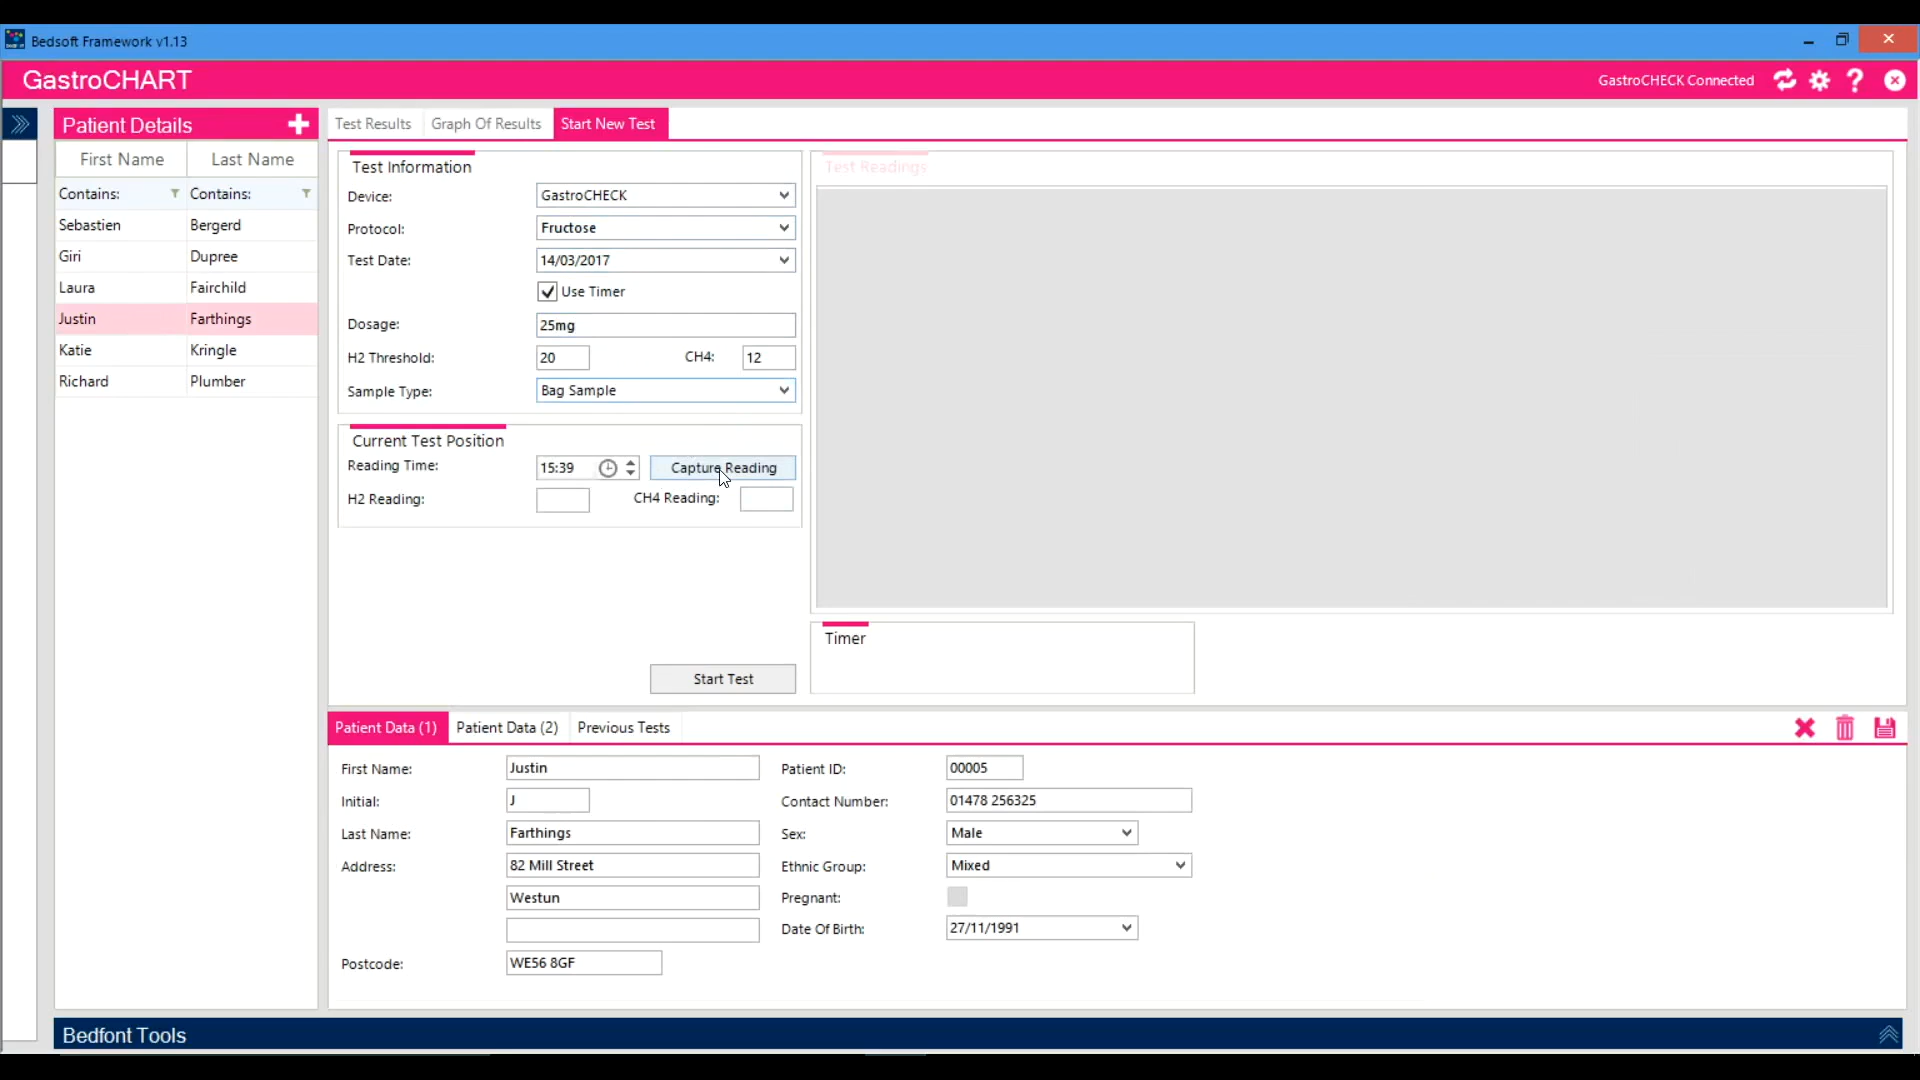 Bedsoft Framework v1.13
GastroCHART
GastroCHECK Connected
Patient Details
First Name Last Name
Contains: Contains:
Sebastien Bergerd
Giri Dupree
Laura Fairchild
Justin Farthings
Katie Kringle
Richard Plumber
Test Results Graph Of Results Start New Test
Test Information
Device: GastroCHECK
Protocol: Fructose
Test Date: 14/03/2017
Use Timer
Dosage: 25mg
H2 Threshold: 20 CH4: 12
Sample Type: Bag Sample
Current Test Position
Reading Time: 15:39 Capture Reading
H2 Reading: CH4 Reading:
Start Test
Test Readings
Timer
Patient Data (1) Patient Data (2) Previous Tests
First Name: Justin
Initial: J
Last Name: Farthings
Address: 82 Mill Street
Westun
Postcode: WE56 8GF
Patient ID: 00005
Contact Number: 01478 256325
Sex: Male
Ethnic Group: Mixed
Pregnant:
Date Of Birth: 27/11/1991
Bedfont Tools